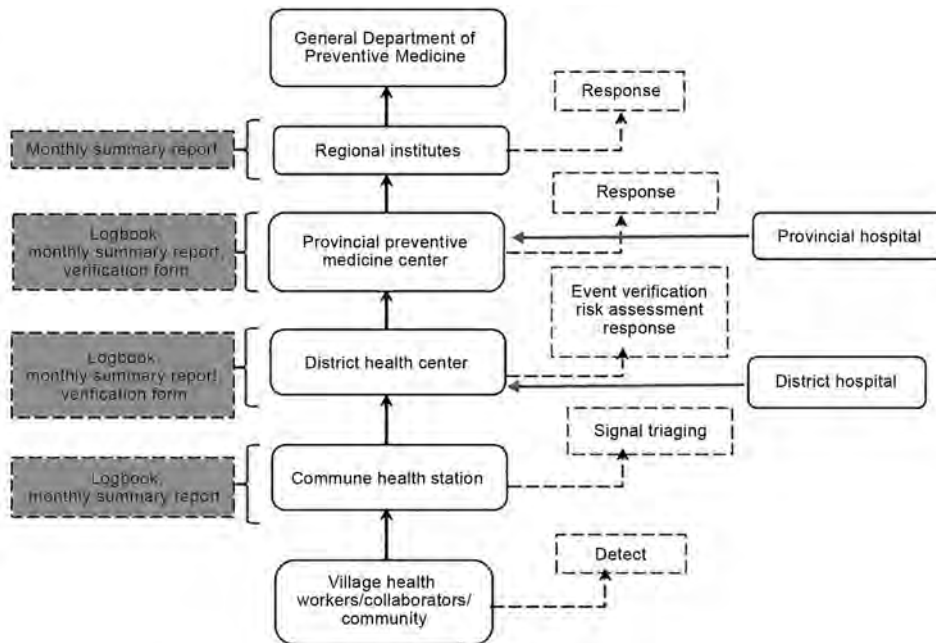 General Department of
Preventive Medicine
Response
Monthly summary report
Regional institutes
Response
Logbook,
monthly summary report,
verification form
Provincial preventive
medicine center
Provincial hospital
Event verification
risk assessment
response
Logbook,
monthly summary report,
verification form
District health center
District hospital
Signal triaging
Logbook,
monthly summary report
Commune health station
Detect
Village health
workers/collaborators/
community